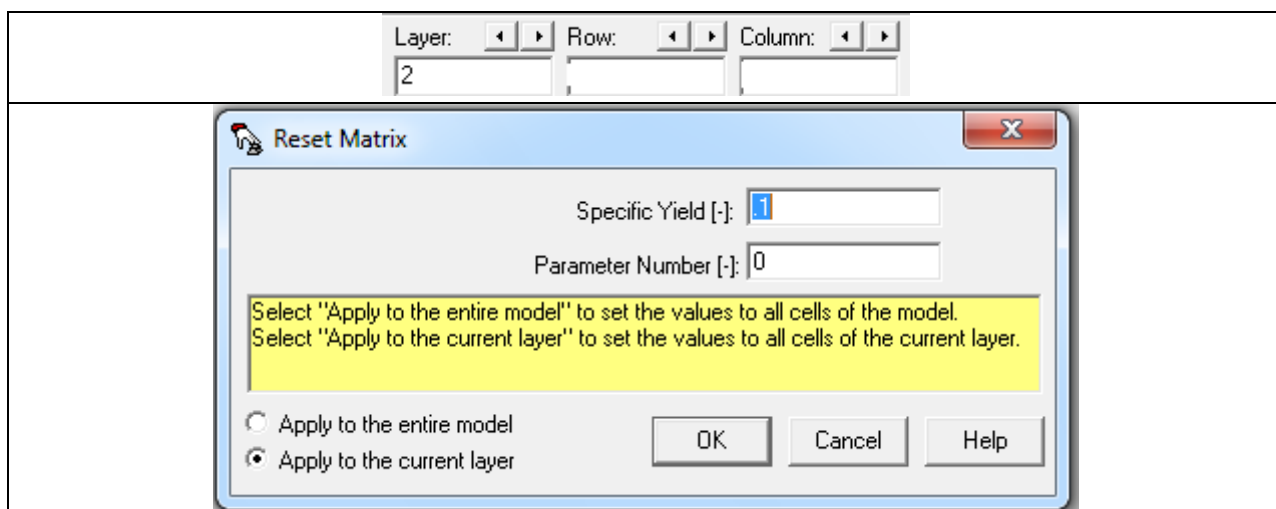 Layer: Row: Column:
2
Reset Matrix
Specific Yield [-]: .1
Parameter Number [-]: 0
Select "Apply to the entire model" to set the values to all cells of the model.
Select "Apply to the current layer" to set the values to all cells of the current layer.
Apply to the entire model
Apply to the current layer
OK Cancel Help